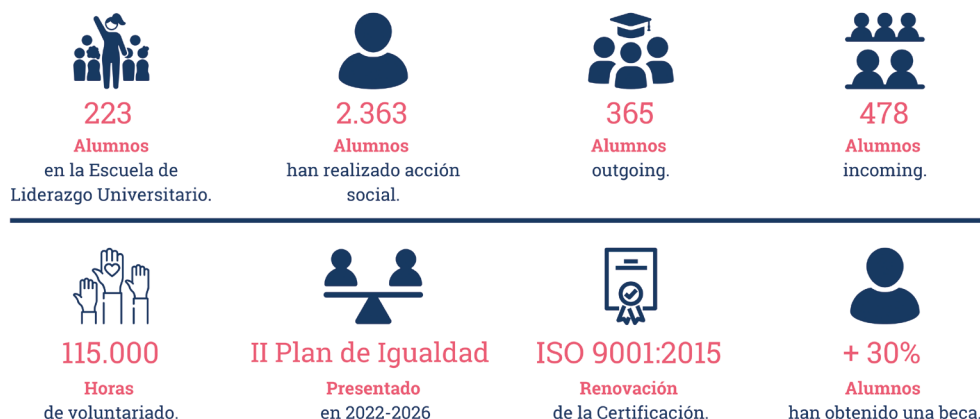 223
Alumnos
en la Escuela de
Liderazgo Universitario.
2.363
Alumnos
han realizado acción
social.
365
Alumnos
outgoing.
478
Alumnos
incoming.
115.000
Horas
de voluntariado.
II Plan de Igualdad
Presentado
en 2022-2026
ISO 9001:2015
Renovación
de la Certificación.
+ 30%
Alumnos
han obtenido una beca.